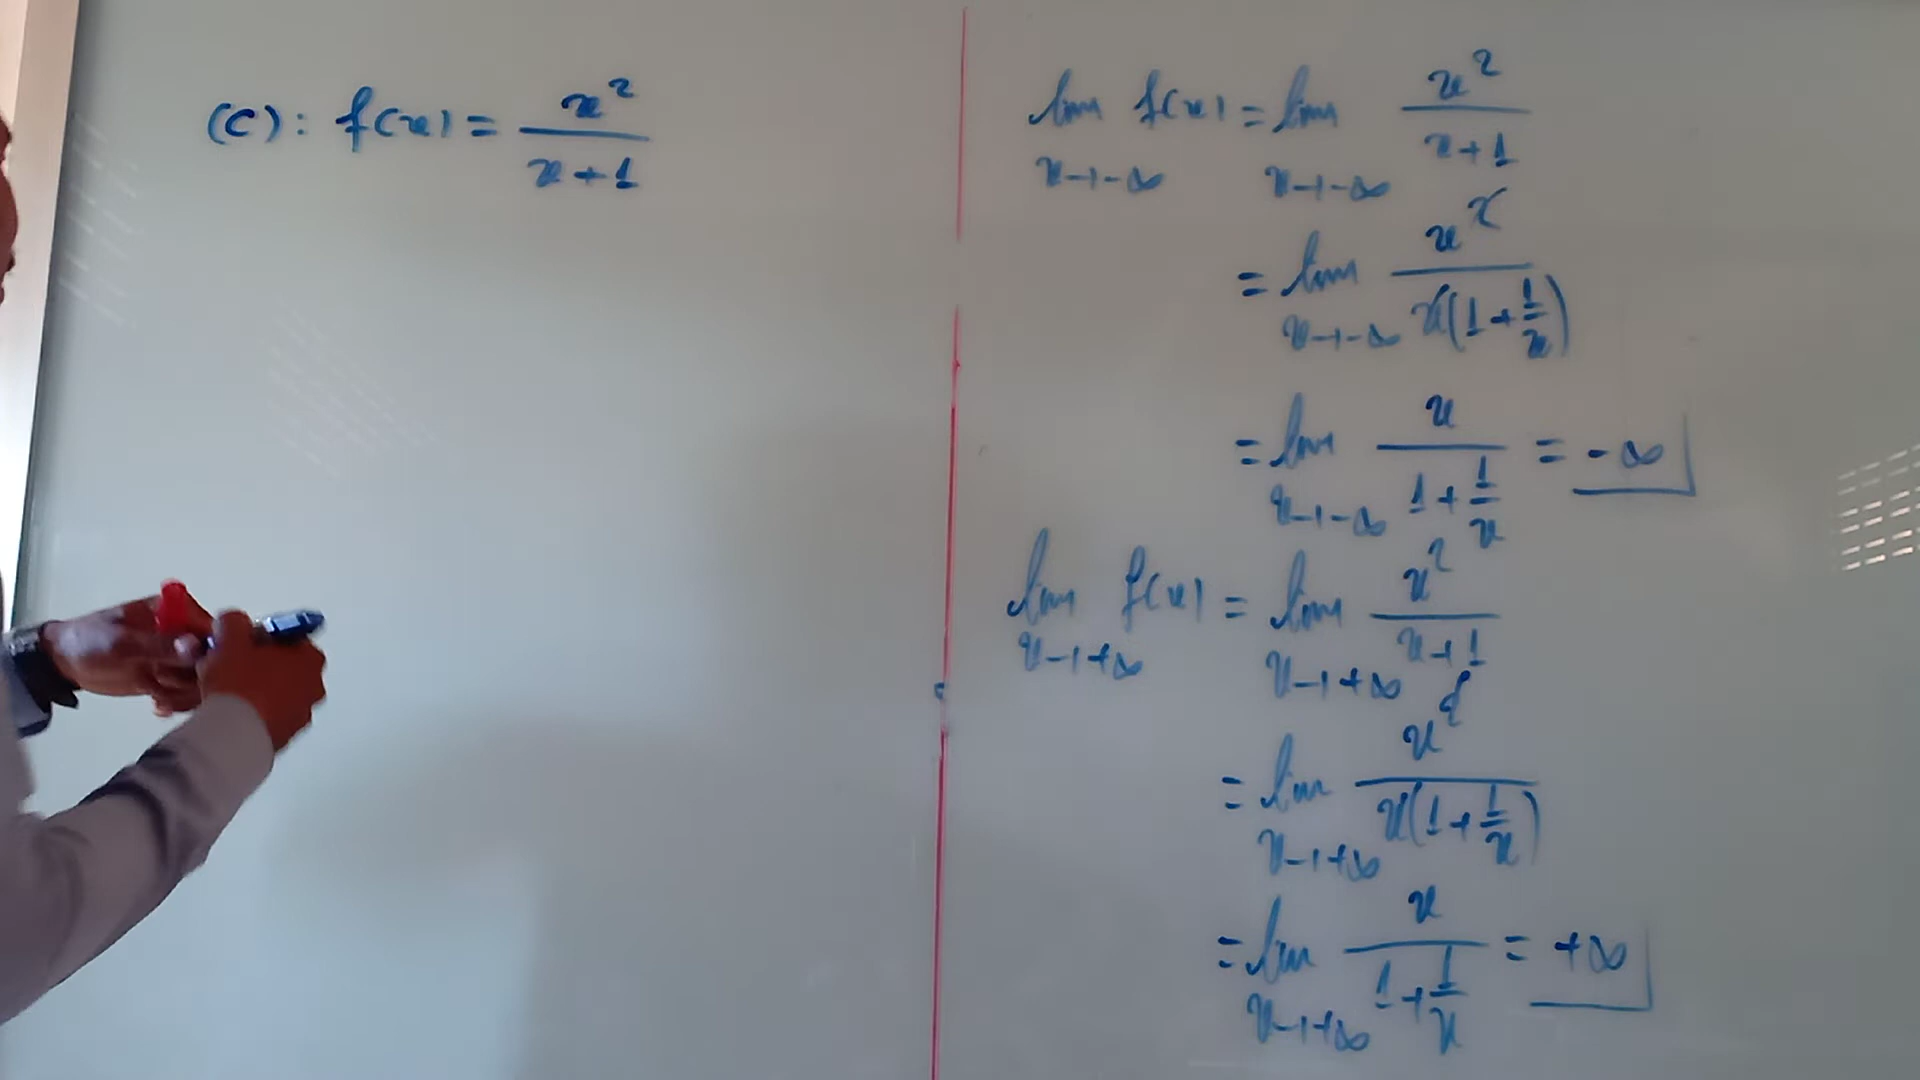 (C): f(x) = x² / x+1
lim x→-∞ f(x) = lim x→-∞ x² / x+1
= lim x→-∞ x² / x(1+1/x)
= lim x→-∞ x / 1+1/x = -∞
lim x→+∞ f(x) = lim x→+∞ x² / x+1
= lim x→+∞ x² / x(1+1/x)
= lim x→+∞ x / 1+1/x = +∞